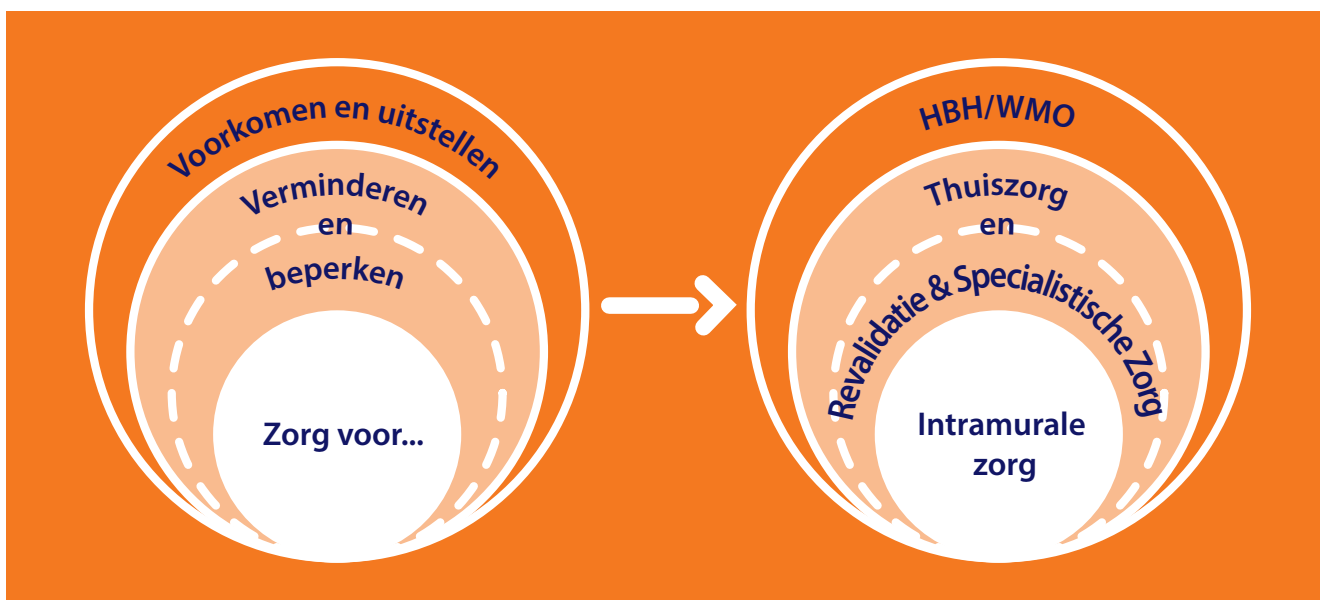 Voorkomen en uitstellen
Verminderen
en
beperken
Zorg voor...
HBH/WMO
Thuiszorg
en
Revalidatie & Specialistische Zorg
Intramurale
zorg